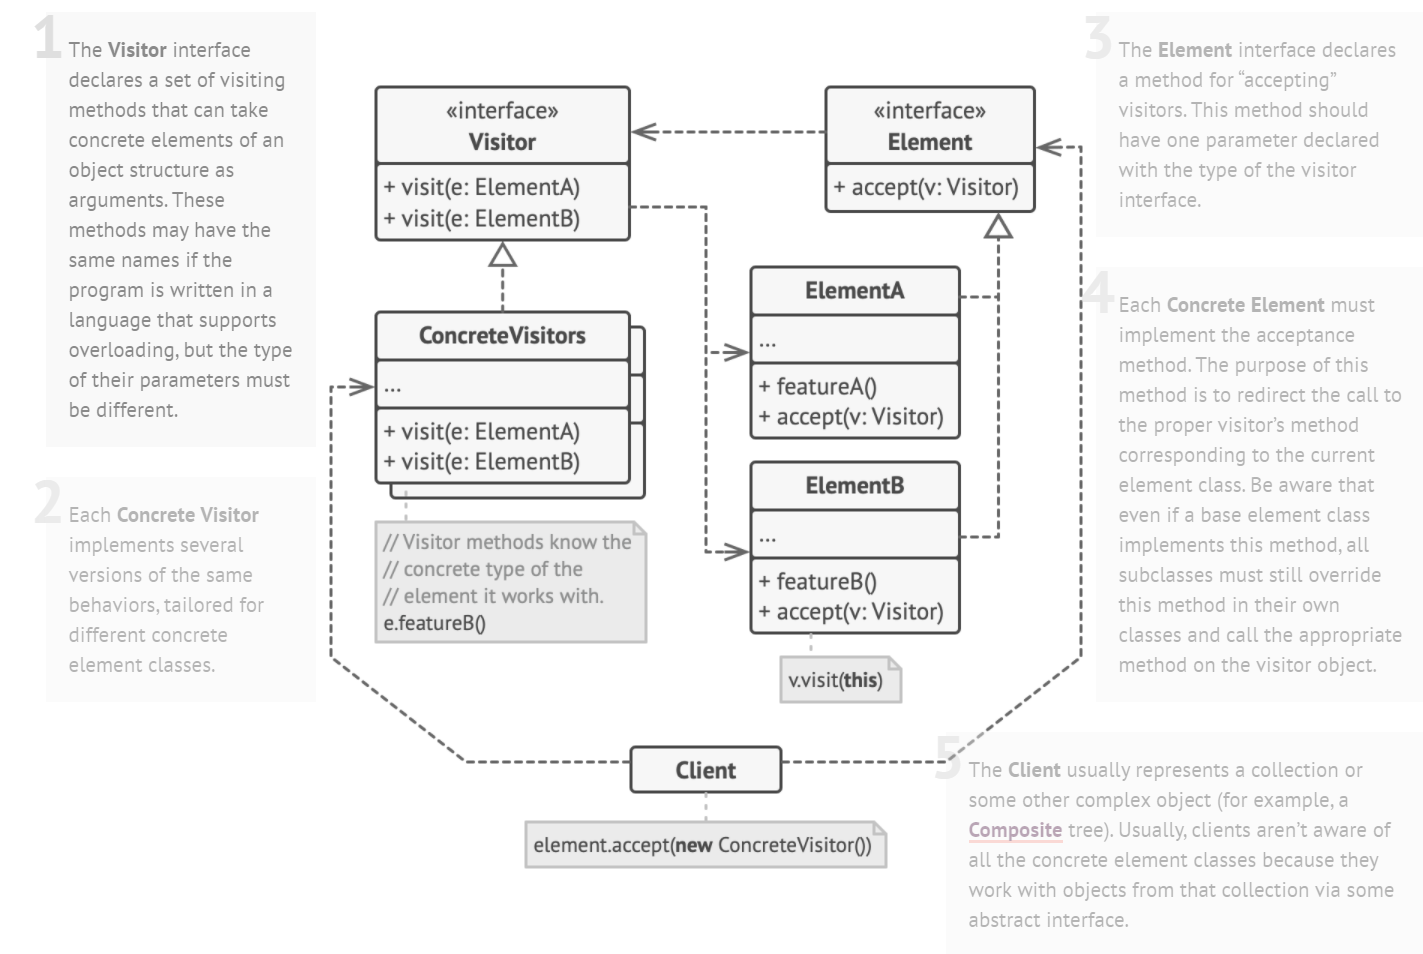 1
The Visitor interface
declares a set of visiting
methods that can take
concrete elements of an
object structure as
arguments. These
methods may have the
same names if the
program is written in a
language that supports
overloading, but the type
of their parameters must
be different.
2
Each Concrete Visitor
implements several
versions of the same
behaviors, tailored for
different concrete
element classes.
«interface»
Visitor
+ visit(e: ElementA)
+ visit(e: ElementB)
ConcreteVisitors
...
+ visit(e: ElementA)
+ visit(e: ElementB)
// Visitor methods know the
// concrete type of the
// element it works with.
e.featureB()
«interface»
Element
+ accept(v: Visitor)
ElementA
...
+ featureA()
+ accept(v: Visitor)
ElementB
...
+ featureB()
+ accept(v: Visitor)
v.visit(this)
Client
element.accept(new ConcreteVisitor())
3
The Element interface declares
a method for “accepting”
visitors. This method should
have one parameter declared
with the type of the visitor
interface.
4
Each Concrete Element must
implement the acceptance
method. The purpose of this
method is to redirect the call to
the proper visitor’s method
corresponding to the current
element class. Be aware that
even if a base element class
implements this method, all
subclasses must still override
this method in their own
classes and call the appropriate
method on the visitor object.
5
The Client usually represents a collection or
some other complex object (for example, a
Composite tree). Usually, clients aren’t aware of
all the concrete element classes because they
work with objects from that collection via some
abstract interface.